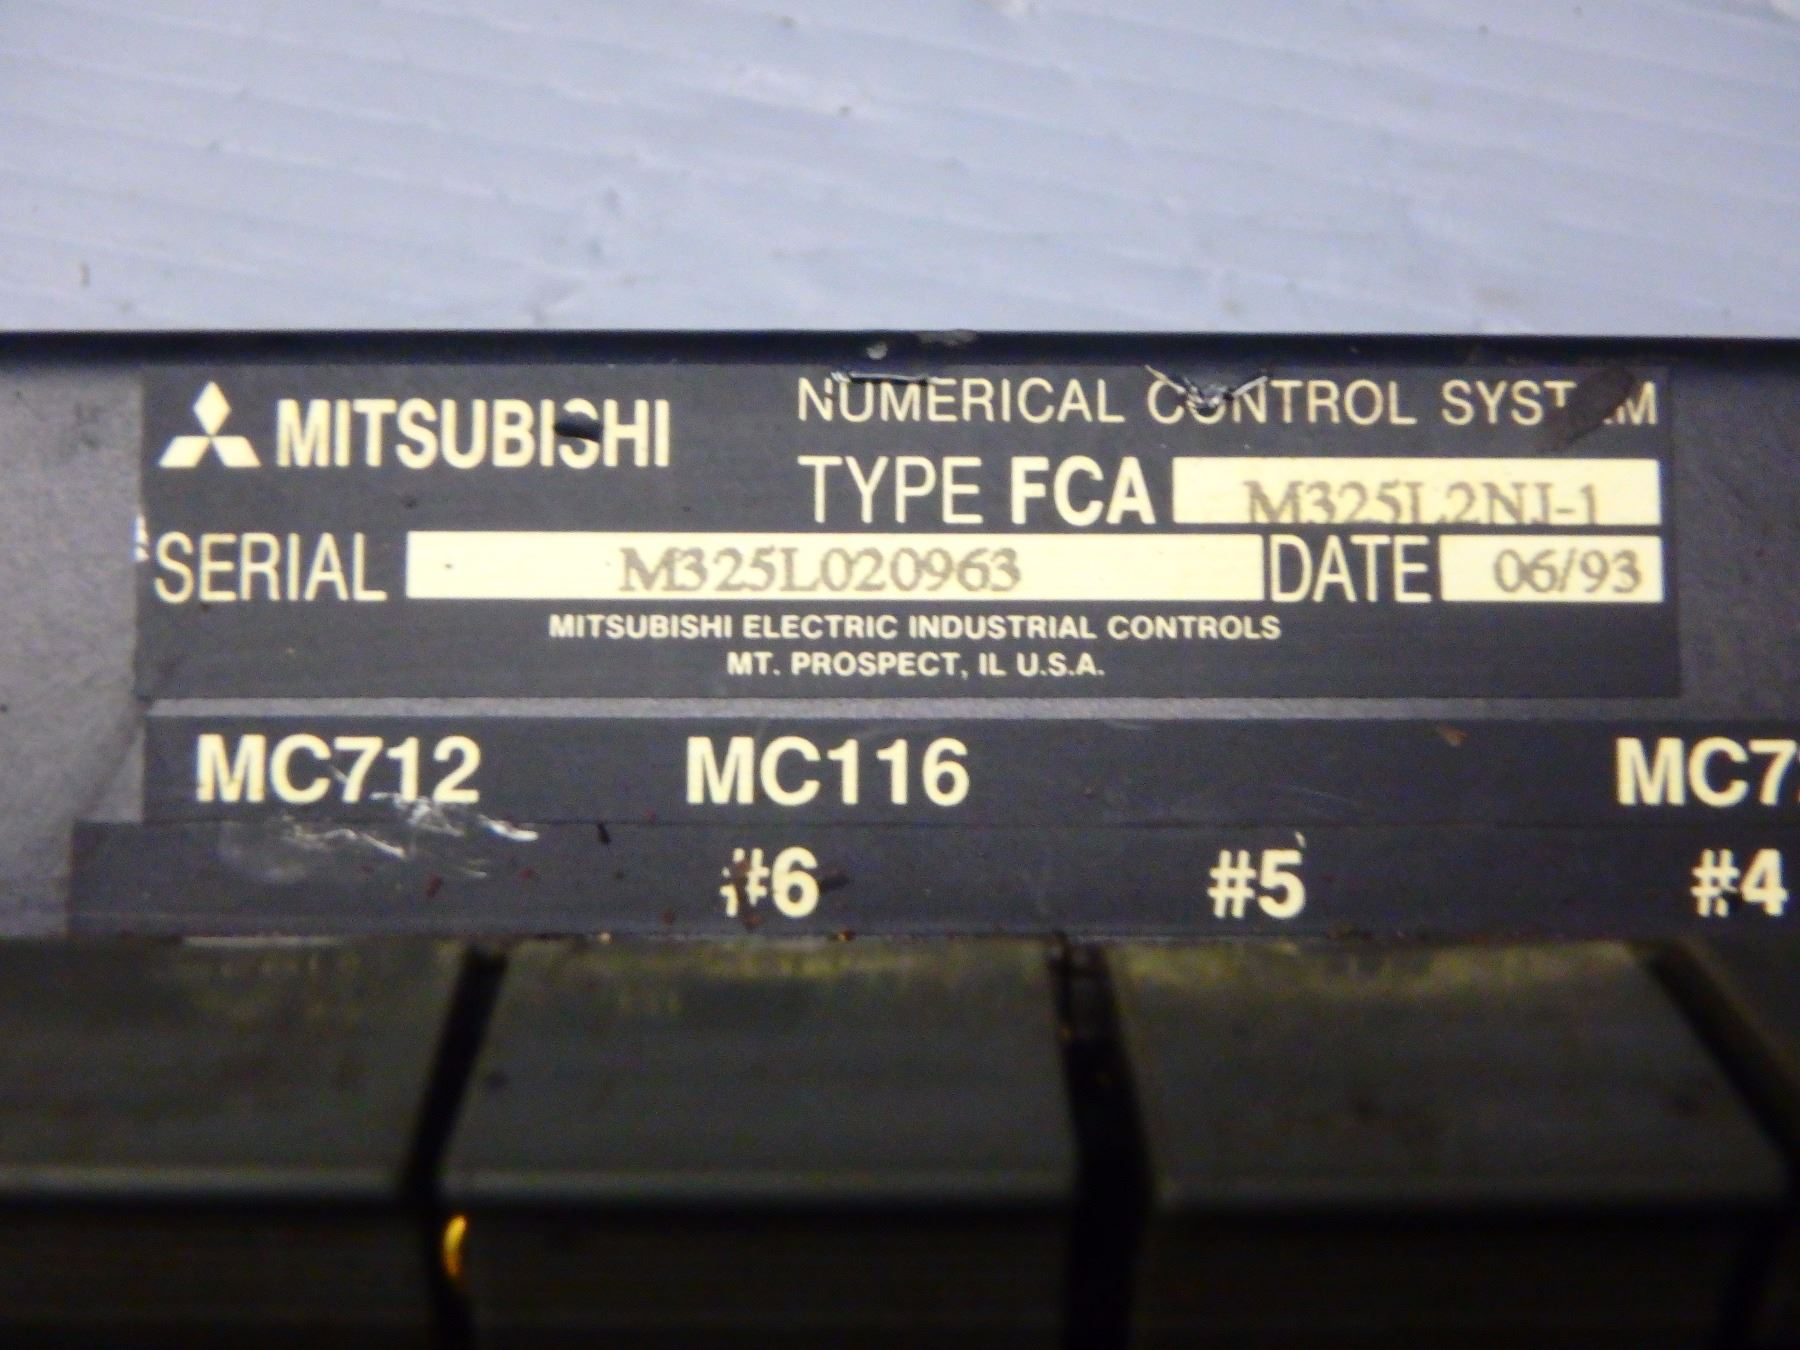 MITSUBISHI
NUMERICAL CONTROL SYSTEM
TYPE FCA M325L2NJ-1
SERIAL M325L020963 DATE 06/93
MITSUBISHI ELECTRIC INDUSTRIAL CONTROLS
MT. PROSPECT, IL U.S.A.
MC712 MC116
#6 #5 #4